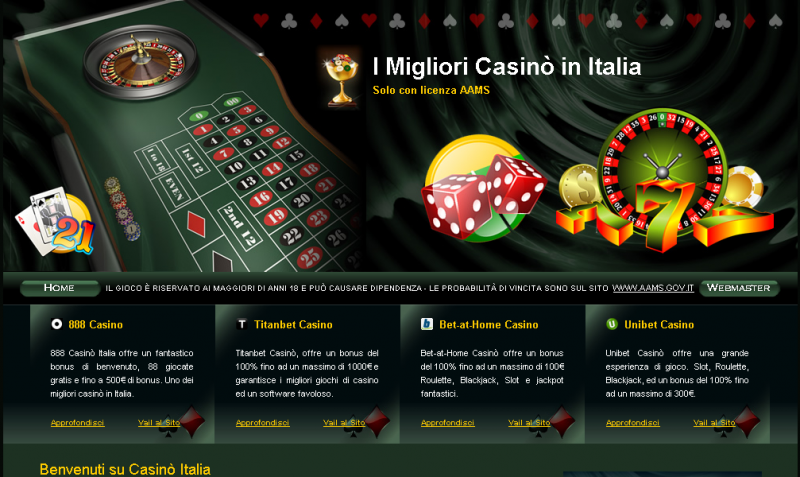 I Migliori Casinò in Italia
Solo con licenza AAMS
21
7
HOME
IL GIOCO È RISERVATO AI MAGGIORI DI ANNI 18 E PUÒ CAUSARE DIPENDENZA - LE PROBABILITÀ DI VINCITA SONO SUL SITO WWW.AAMS.GOV.IT
WEBMASTER
888 Casino
888 Casinò Italia offre un fantastico
bonus di benvenuto, 88 giocate
gratis e fino a 500€ di bonus. Uno dei
migliori casinò in Italia.
Approfondisci
Vail al Sito
Titanbet Casino
Titanbet Casinò, offre un bonus del
100% fino ad un massimo di 1000€ e
garantisce i migliori giochi di casino
ed un software favoloso.
Approfondisci
Vail al Sito
Bet-at-Home Casino
Bet-at-Home Casinò offre un bonus
del 100% fino ad un massimo di 100€
Roulette, Blackjack, Slot e jackpot
fantastici.
Approfondisci
Vail al Sito
Unibet Casino
Unibet Casinò offre una grande
esperienza di gioco. Slot, Roulette,
Blackjack, ed un bonus del 100% fino
ad un massimo di 300€.
Approfondisci
Vail al Sito
Benvenuti su Casinò Italia